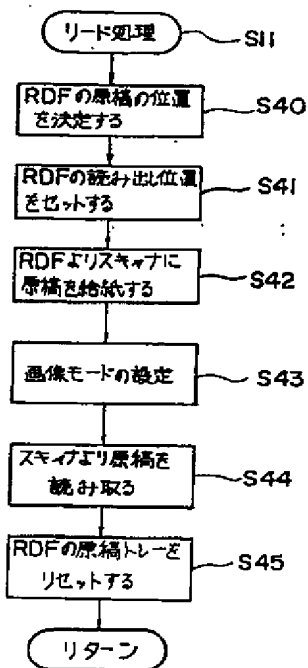 リード処理
S11
RDFの原稿の位置
を決定する
S40
RDFの読み出し位置
をセットする
S41
RDFよりスキャナに
原稿を給紙する
S42
画像モードの設定
S43
スキャナより原稿を
読み取る
S44
RDFの原稿トレーを
リセットする
S45
リターン